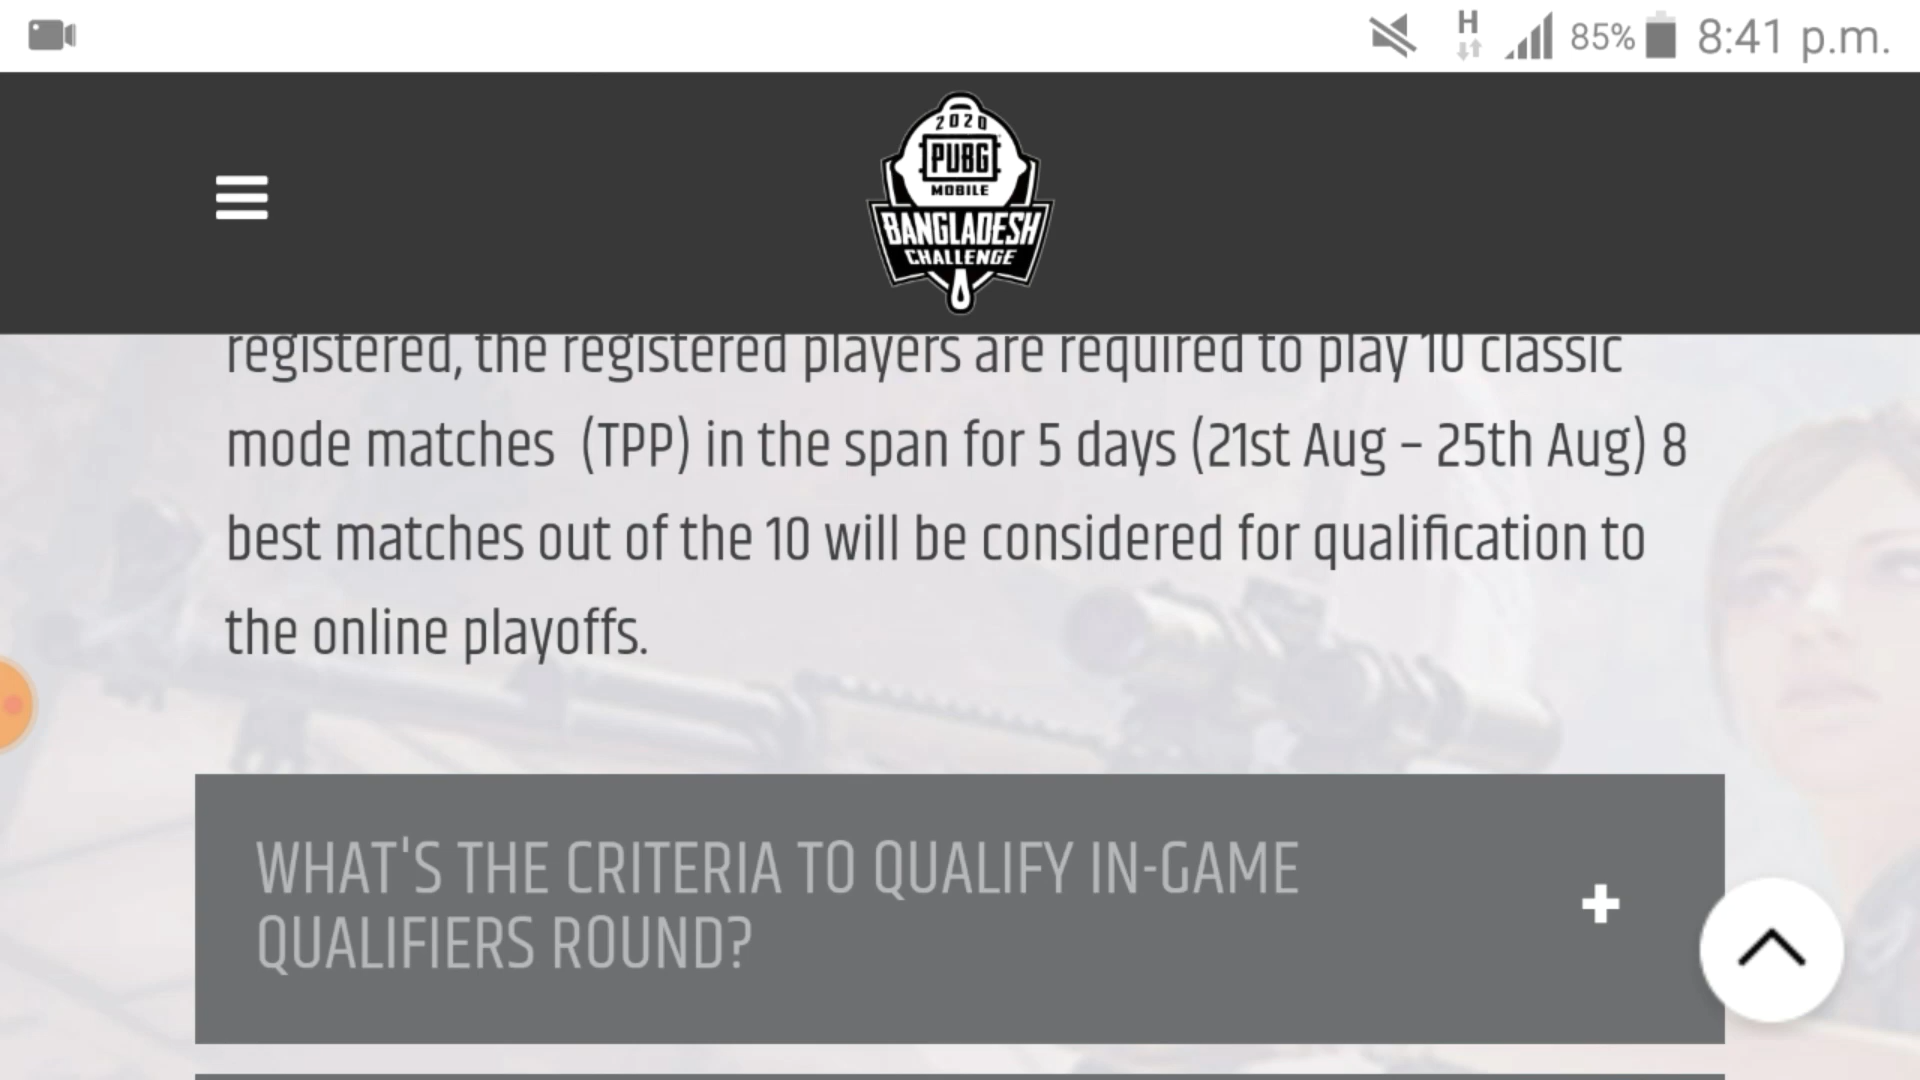 H
85%
8:41 p.m.
2020
PUBG
MOBILE
BANGLADESH
CHALLENGE
registered, the registered players are required to play 10 classic
mode matches (TPP) in the span for 5 days (21st Aug – 25th Aug) 8
best matches out of the 10 will be considered for qualification to
the online playoffs.
WHAT'S THE CRITERIA TO QUALIFY IN-GAME
QUALIFIERS ROUND?